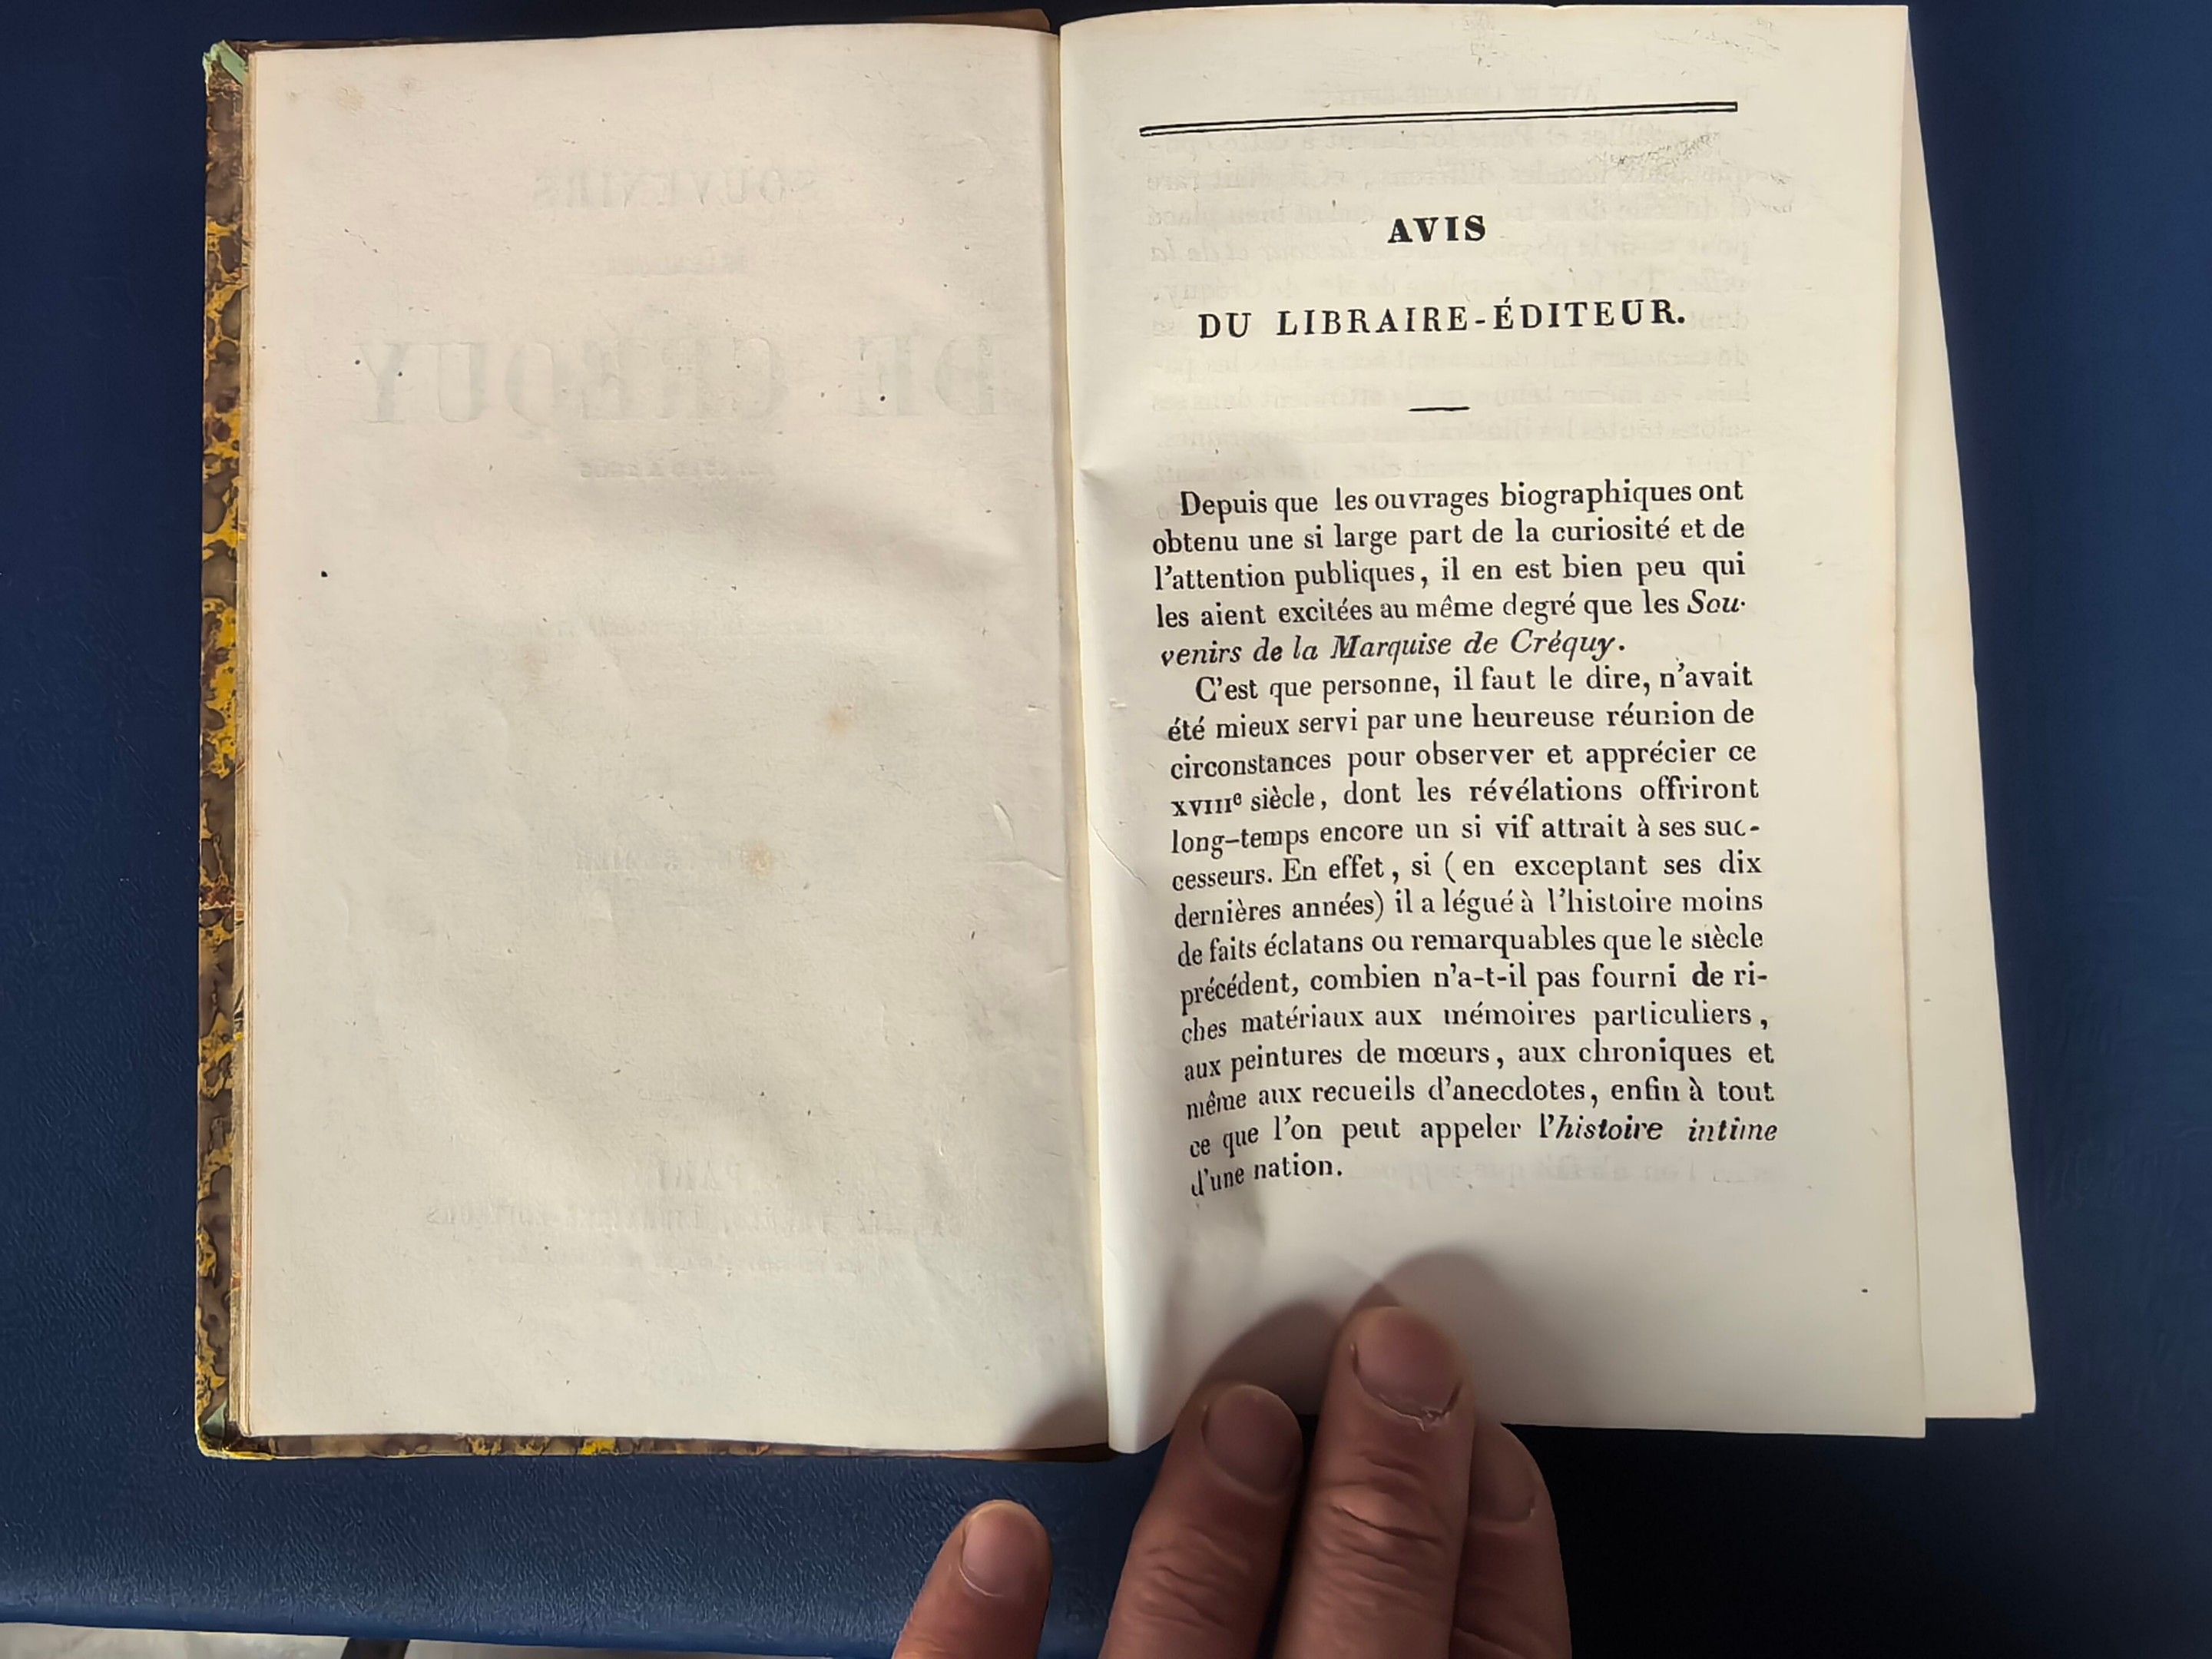 AVIS
DU LIBRAIRE-ÉDITEUR.
Depuis que les ouvrages biographiques ont
obtenu une si large part de la curiosité et de
l'attention publiques, il en est bien peu qui
les aient excitées au même degré que les Sou-
venirs de la Marquise de Créquy.
C'est que personne, il faut le dire, n'avait
été mieux servi par une heureuse réunion de
circonstances pour observer et apprécier ce
XVIIIe siècle, dont les révélations offriront
long-temps encore un si vif attrait à ses suc-
cesseurs. En effet, si (en exceptant ses dix
dernières années) il a légué à l'histoire moins
de faits éclatans ou remarquables que le siècle
précédent, combien n'a-t-il pas fourni de ri-
ches matériaux aux mémoires particuliers,
aux peintures de mœurs, aux chroniques et
même aux recueils d'anecdotes, enfin à tout
ce que l'on peut appeler l'histoire intime
d'une nation.